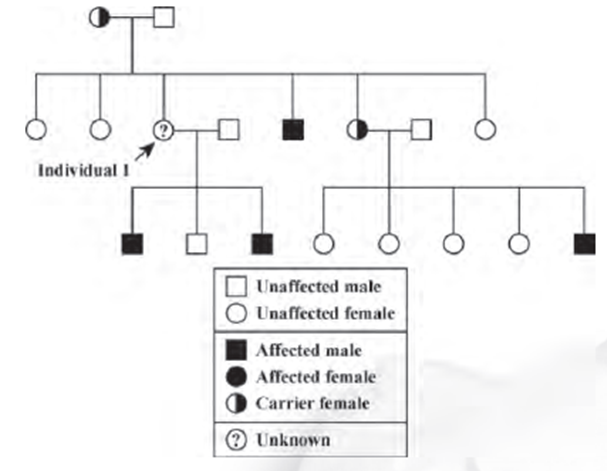 ?
Individual 1
Unaffected male
Unaffected female
Affected male
Affected female
Carrier female
? Unknown